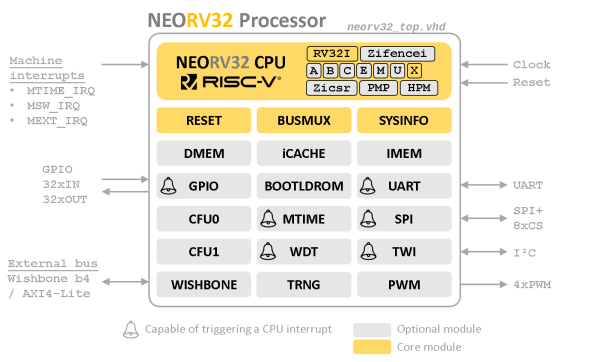 NEORV32 Processor
neorv32_top.vhd
Machine
interrupts
• MTIME_IRQ
• MSW_IRQ
• MEXT_IRQ
NEORV32 CPU
RISC-V®
RV32I Zifencei
A B C E M U X
Zicsr PMP HPM
Clock
Reset
RESET BUSMUX SYSINFO
DMEM iCACHE IMEM
GPIO BOOTLDROM UART
CFU0 MTIME SPI
CFU1 WDT TWI
WISHBONE TRNG PWM
GPIO
32xIN
32xOUT
External bus
Wishbone b4
/ AXI4-Lite
UART
SPI+
8xCS
I²C
4xPWM
Capable of triggering a CPU interrupt
Optional module
Core module